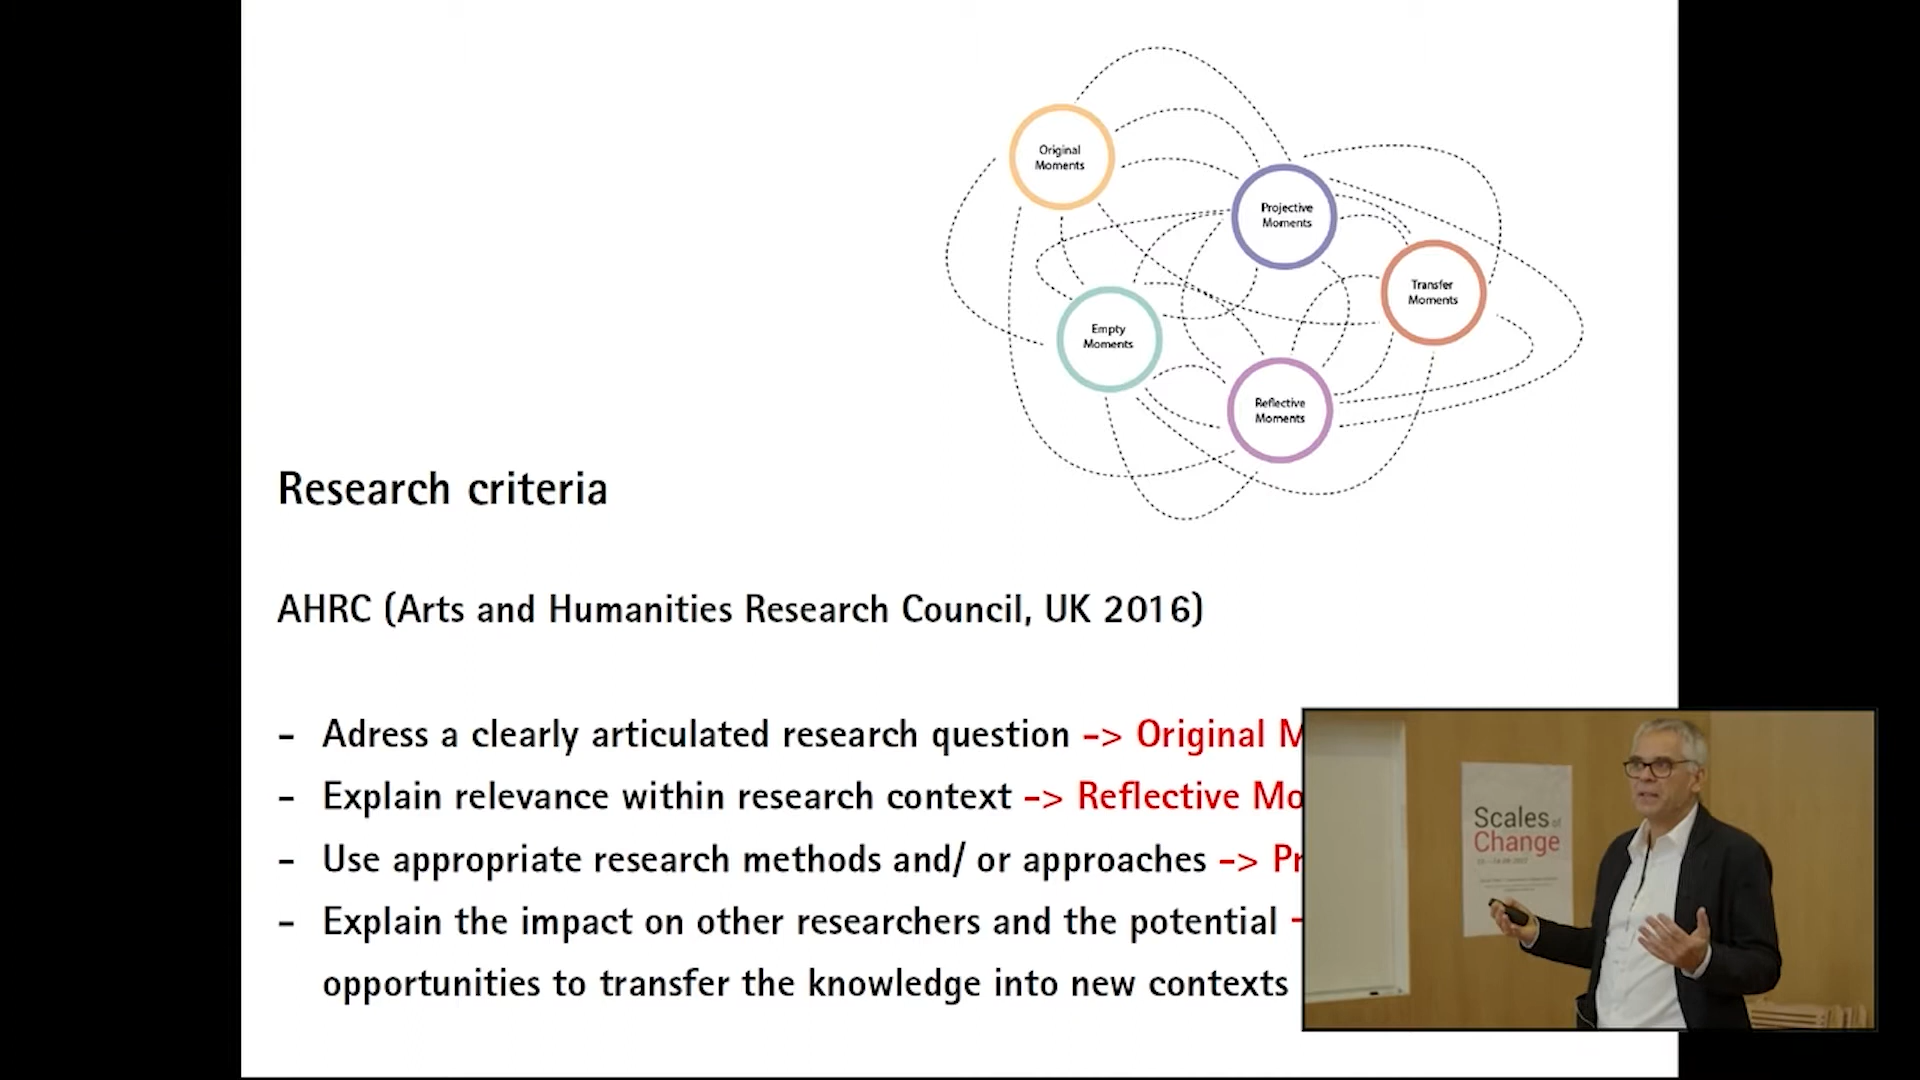 Original
Moments
Projective
Moments
Transfer
Moments
Empty
Moments
Reflective
Moments
Research criteria
AHRC (Arts and Humanities Research Council, UK 2016)
- Adress a clearly articulated research question -> Original M
- Explain relevance within research context -> Reflective Mo
- Use appropriate research methods and/ or approaches -> Pr
- Explain the impact on other researchers and the potential -
opportunities to transfer the knowledge into new contexts
Scales of
Change